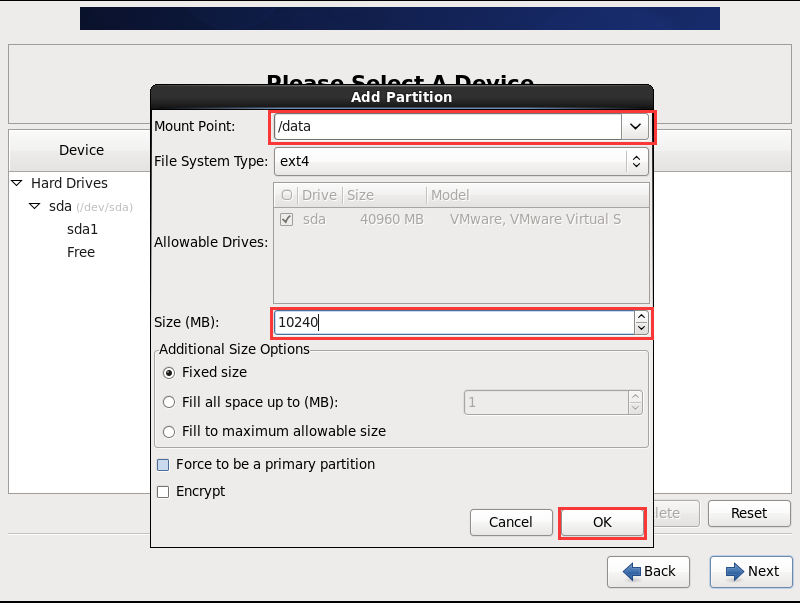 Please Select A Device
Add Partition
Mount Point: /data
Device
File System Type: ext4
Hard Drives
sda (/dev/sda)
sda1
Free
Allowable Drives:
Drive Size Model
sda 40960 MB VMware, VMware Virtual S
Size (MB): 10240
Additional Size Options
Fixed size
Fill all space up to (MB): 1
Fill to maximum allowable size
Force to be a primary partition
Encrypt
Cancel OK
Reset
Back Next